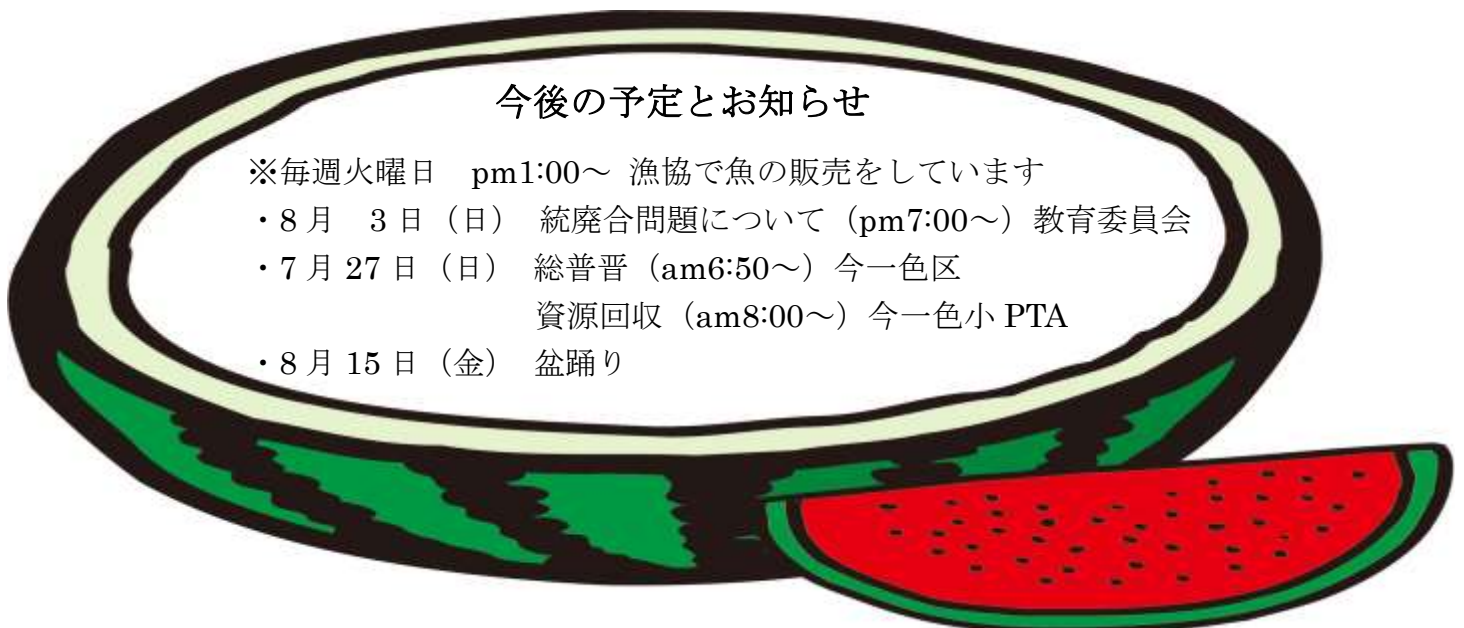 今後の予定とお知らせ
※毎週火曜日　pm1:00～ 漁協で魚の販売をしています
・8月　3日（日）　統廃合問題について（pm7:00～）教育委員会
・7月27日（日）　総普晋（am6:50～）今一色区
資源回収（am8:00～）今一色小PTA
・8月15日（金）　盆踊り